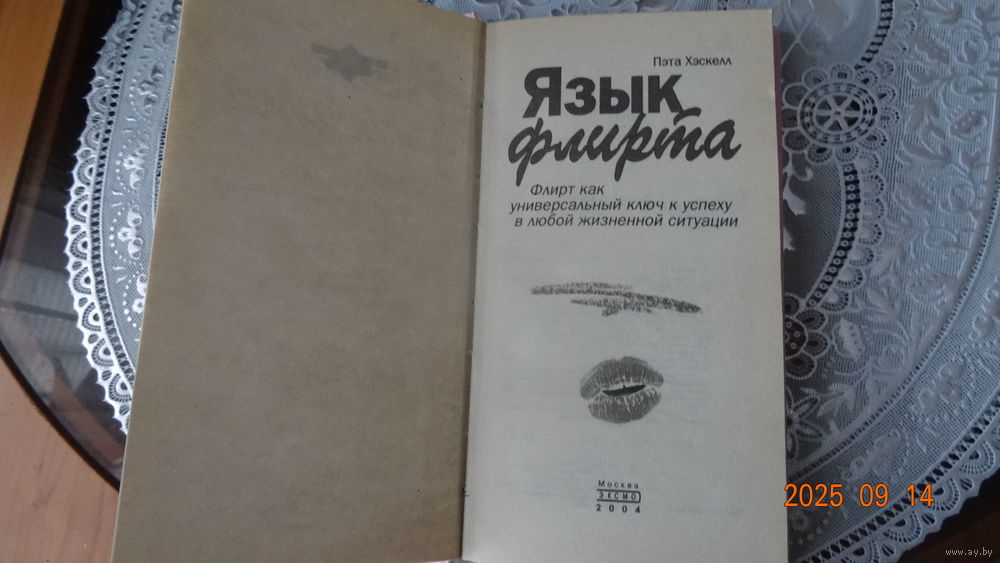 Пэта Хэскелл
Язык
флирта
Флирт как
универсальный ключ к успеху
в любой жизненной ситуации
Москва
ЭКСМО
2004
2025 09 14
www.ay.by